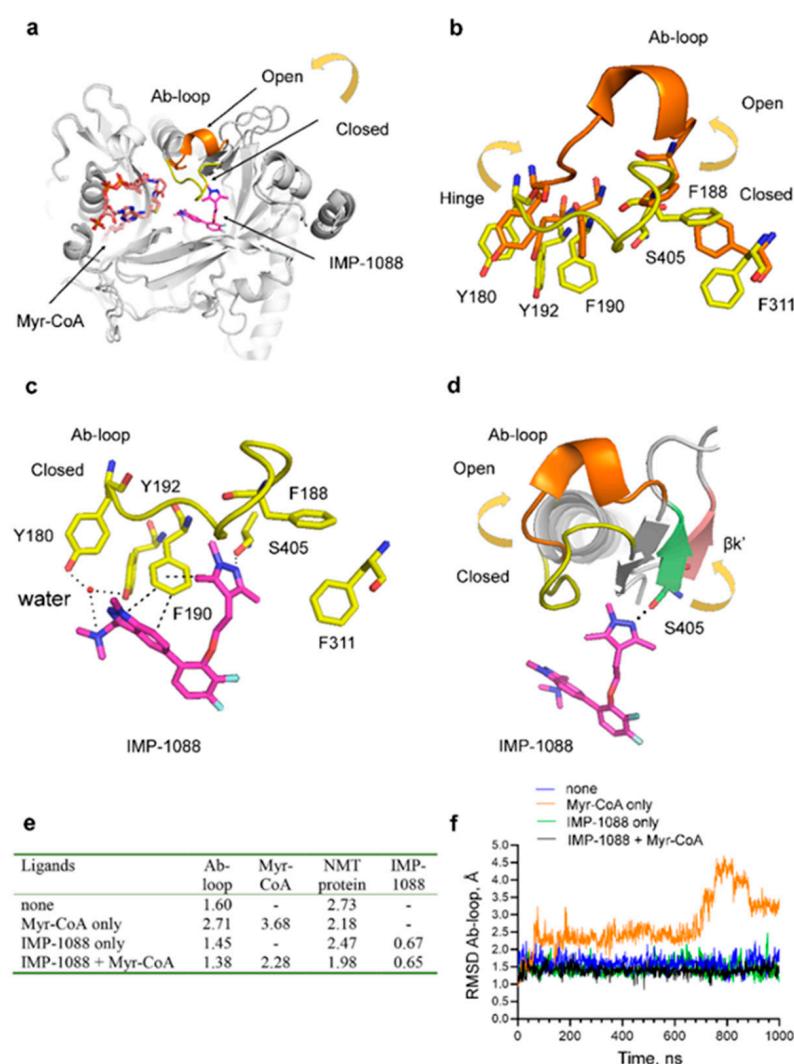 a
Ab-loop
Open
Closed
IMP-1088
Myr-CoA
b
Ab-loop
Open
Hinge
F188
Closed
S405
Y180
Y192
F190
F311
c
Ab-loop
Closed
Y192
F188
Y180
S405
water
F190
F311
IMP-1088
d
Ab-loop
Open
βk'
Closed
S405
IMP-1088
e
Ligands Ab-loop Myr-CoA NMT protein IMP-1088
none 1.60 - 2.73 -
Myr-CoA only 2.71 3.68 2.18 -
IMP-1088 only 1.45 - 2.47 0.67
IMP-1088 + Myr-CoA 1.38 2.28 1.98 0.65
f
none
Myr-CoA only
IMP-1088 only
IMP-1088 + Myr-CoA
RMSD Ab-loop, Å
5.0
4.5
4.0
3.5
3.0
2.5
2.0
1.5
1.0
0.5
0.0
0 200 400 600 800 1000
Time, ns